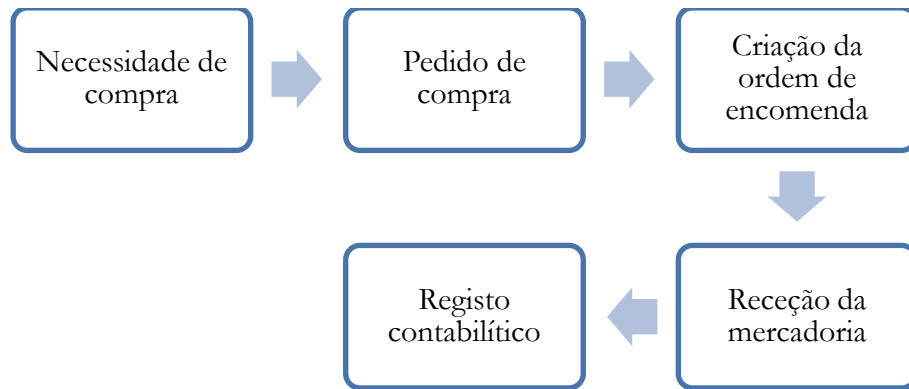 Necessidade de
compra
Pedido de
compra
Criação da
ordem de
encomenda
Receção da
mercadoria
Registo
contabilítico